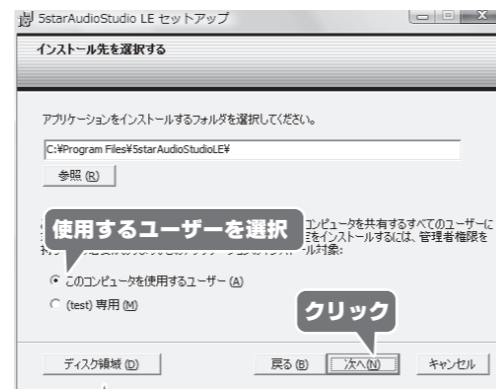 5starAudioStudio LE セットアップ
インストール先を選択する
アプリケーションをインストールするフォルダを選択してください。
C:¥Program Files¥5starAudioStudioLE¥
参照 (R)
使用するユーザーを選択
コンピュータを共有するすべてのユーザーに
をインストールするには、管理者権限を
ール対象:
このコンピュータを使用するユーザー (A)
(test) 専用 (M)
クリック
ディスク領域 (D)
戻る (B)
次へ(N)
キャンセル